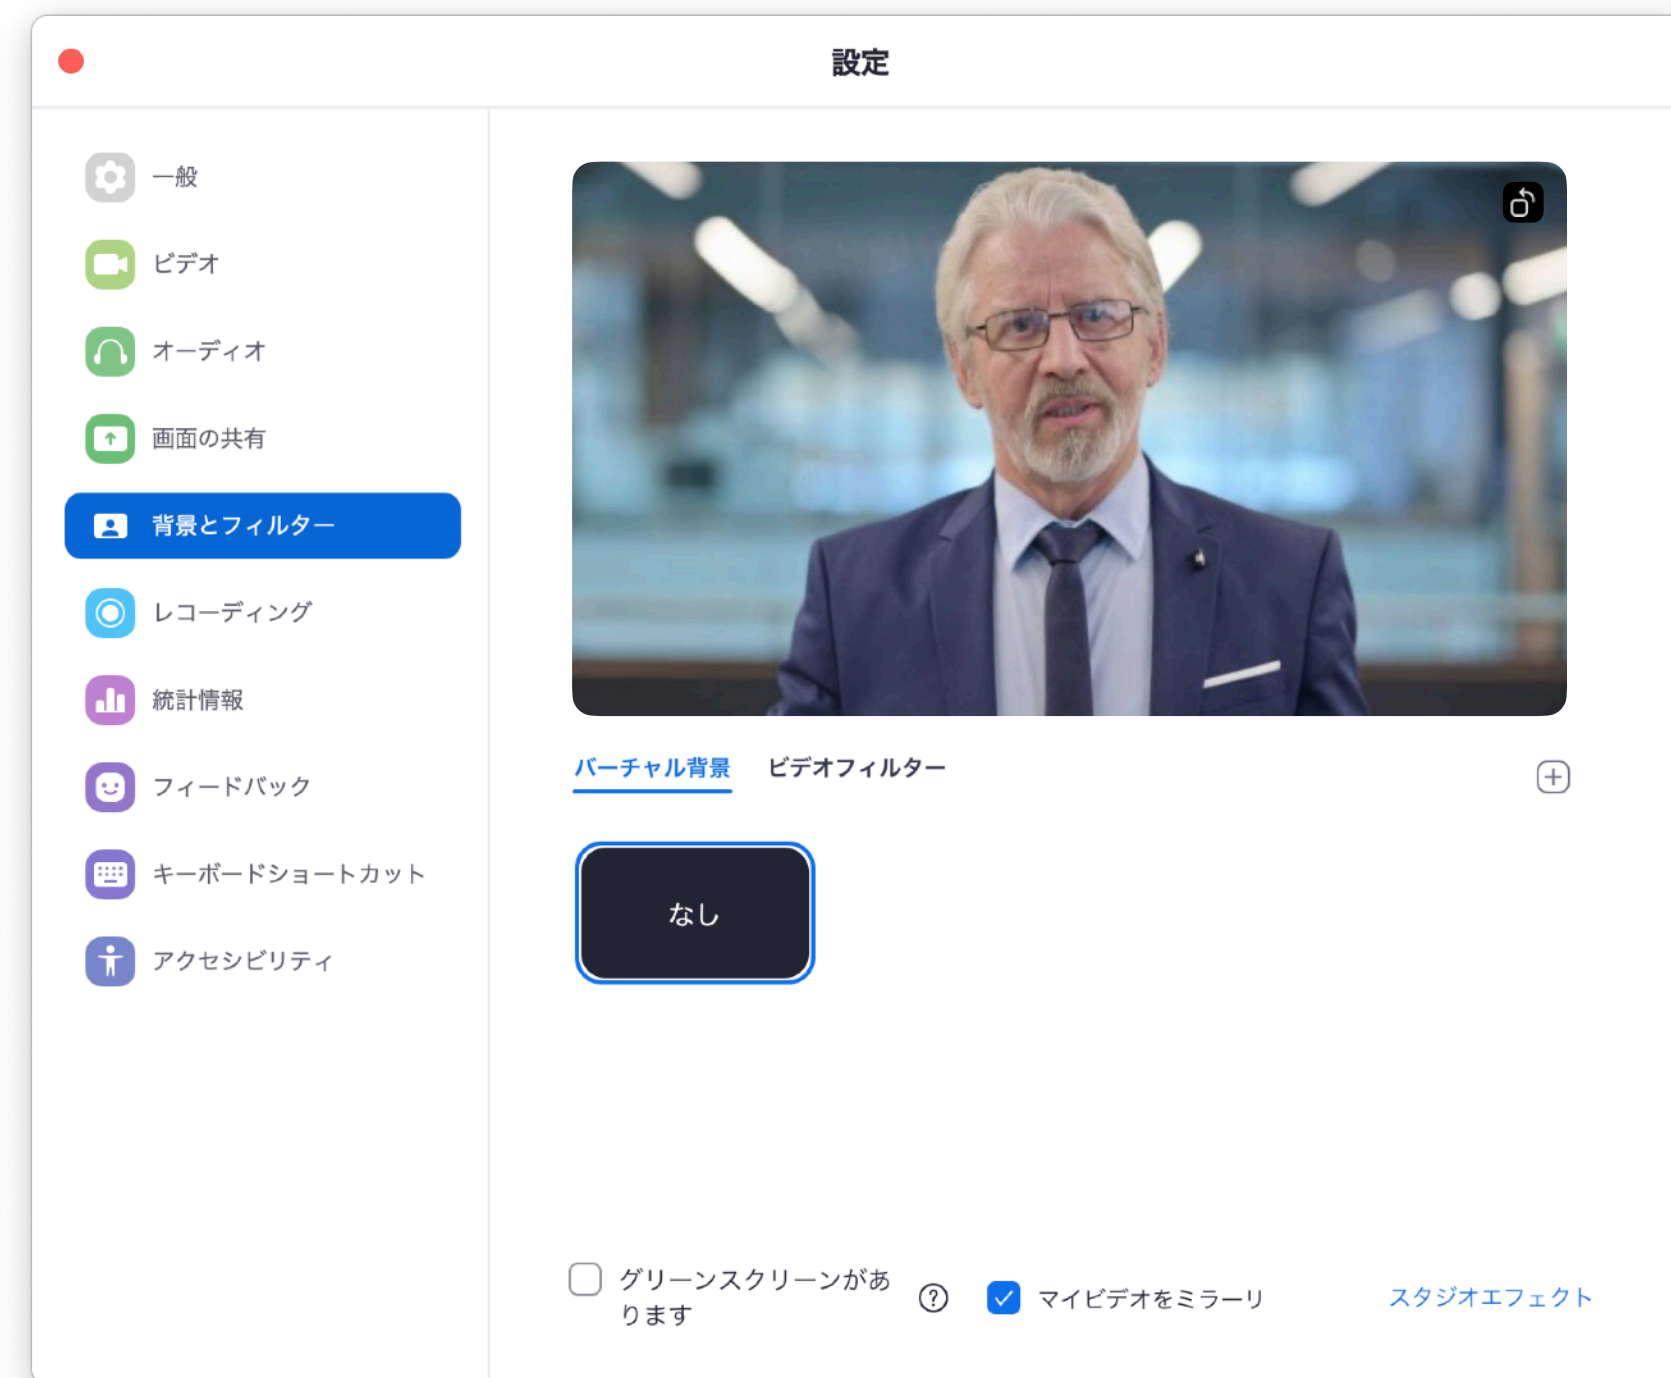 設定
一般
ビデオ
オーディオ
画面の共有
背景とフィルター
レコーディング
統計情報
フィードバック
キーボードショートカット
アクセシビリティ
バーチャル背景
ビデオフィルター
なし
グリーンスクリーンがあ
ります
マイビデオをミラーリ
スタジオエフェクト